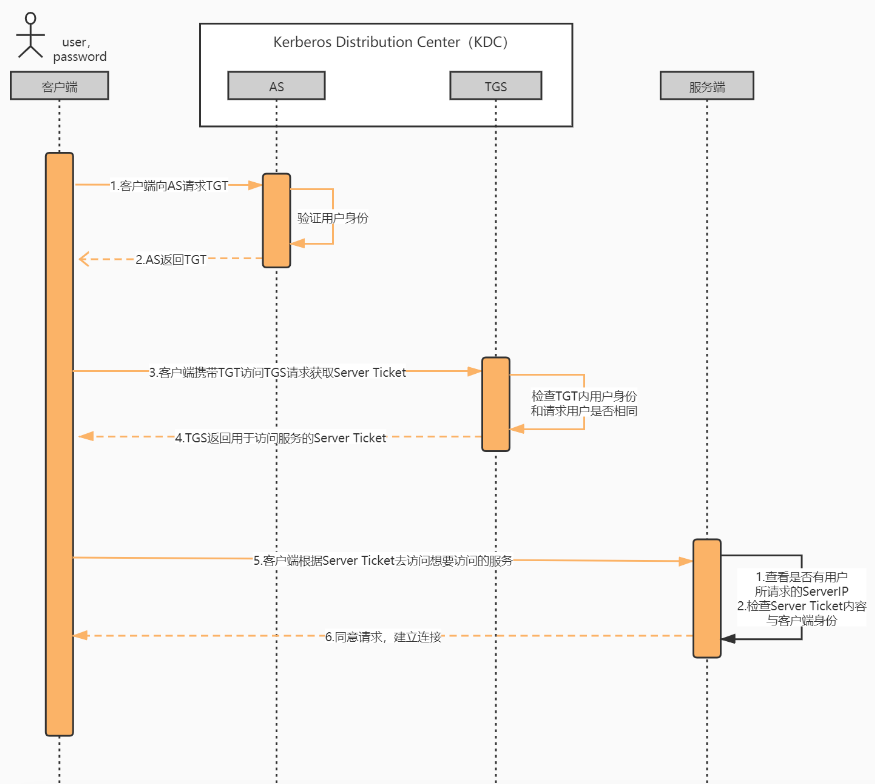 user,
password
Kerberos Distribution Center（KDC）
客户端
AS
TGS
服务端
1.客户端向AS请求TGT
验证用户身份
2.AS返回TGT
3.客户端携带TGT访问TGS请求获取Server Ticket
检查TGT内用户身份
和请求用户是否相同
4.TGS返回用于访问服务的Server Ticket
5.客户端根据Server Ticket去访问想要访问的服务
1.查看是否有用户
所请求的ServerIP
2.检查Server Ticket内容
与客户端身份
6.同意请求，建立连接